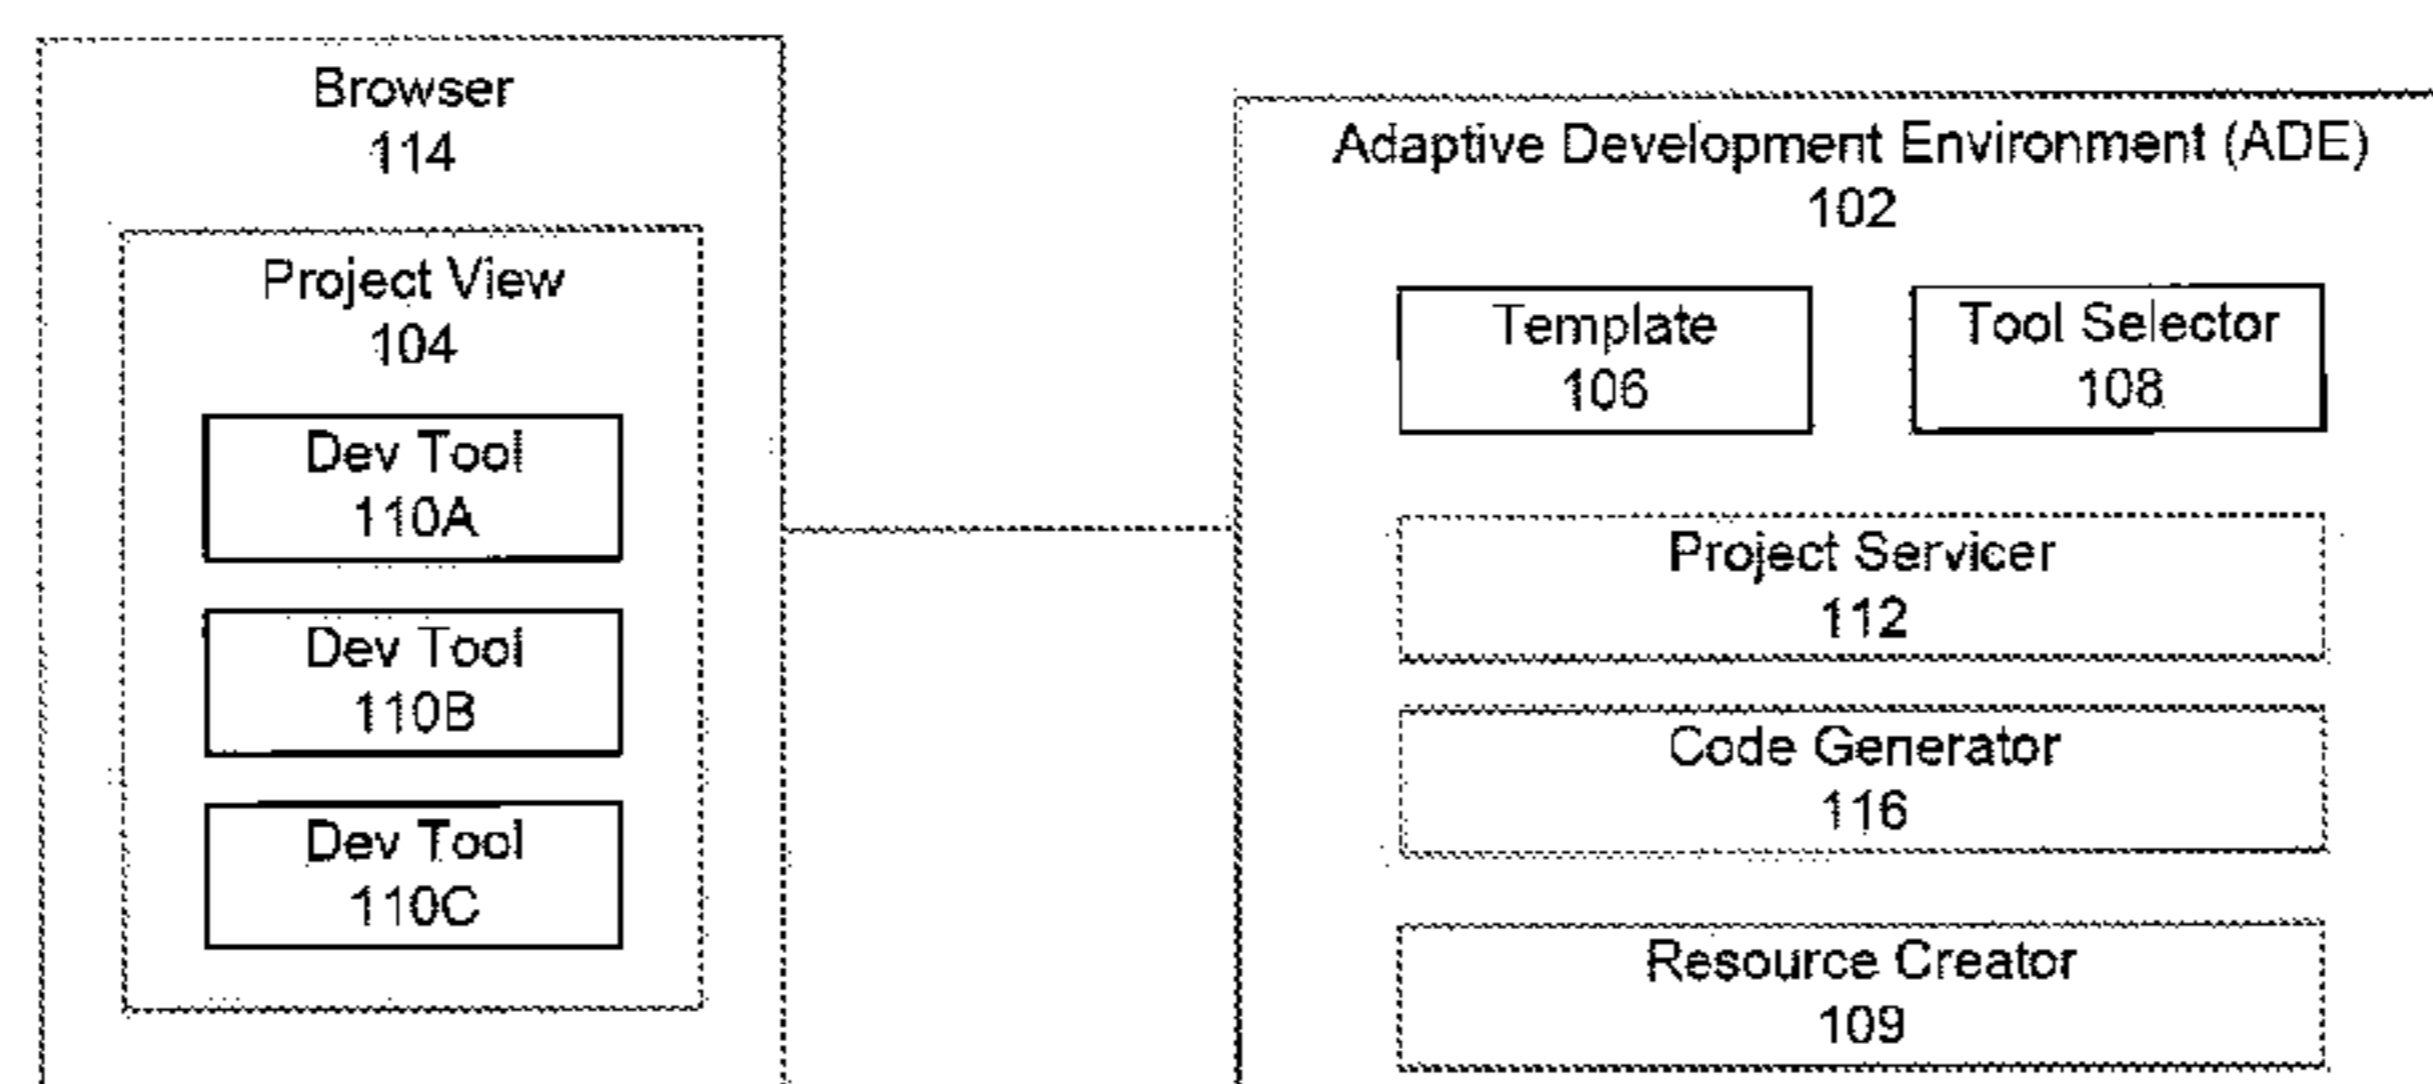 Browser
114
Project View
104
Dev Tool
110A
Dev Tool
110B
Dev Tool
110C
Adaptive Development Environment (ADE)
102
Template
106
Tool Selector
108
Project Servicer
112
Code Generator
116
Resource Creator
109